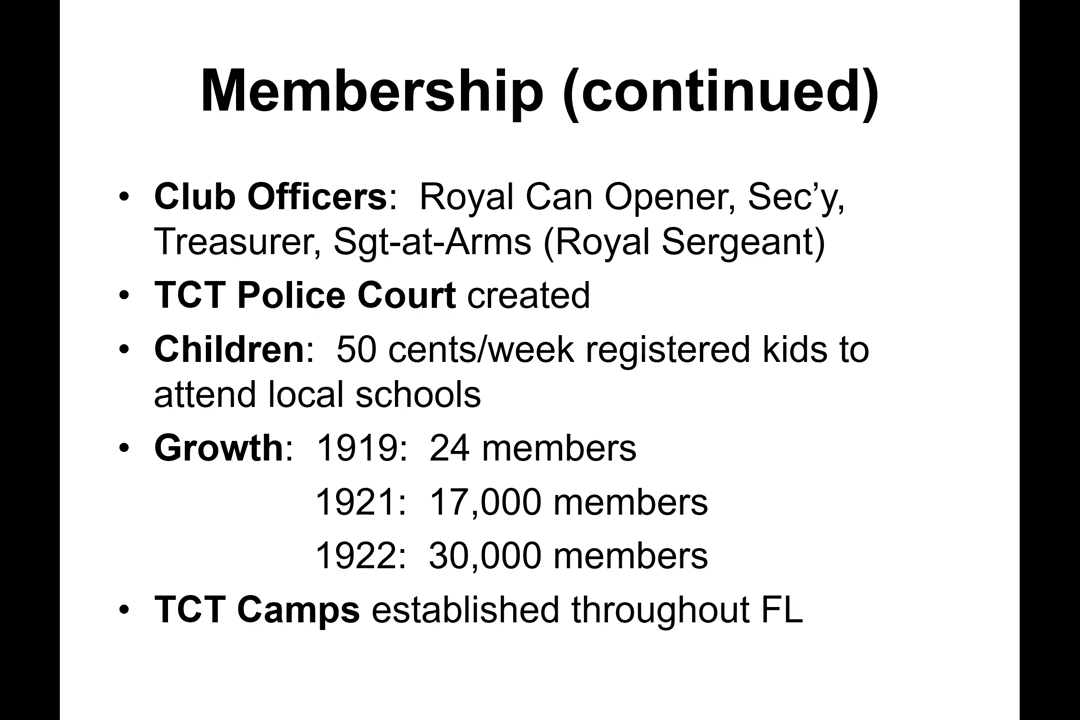 Membership (continued)
• Club Officers:  Royal Can Opener, Sec’y,
Treasurer, Sgt-at-Arms (Royal Sergeant)
• TCT Police Court created
• Children:  50 cents/week registered kids to
attend local schools
• Growth:  1919:  24 members
1921:  17,000 members
1922:  30,000 members
• TCT Camps established throughout FL